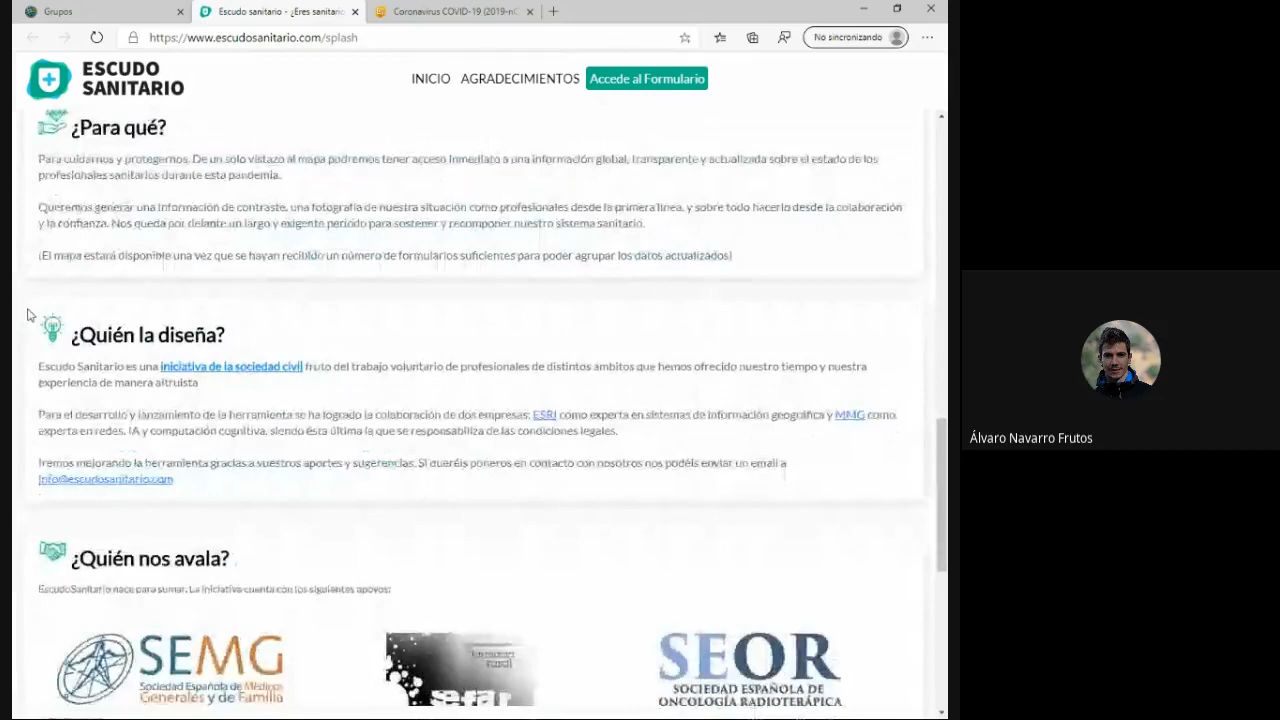 Grupos
Escudo sanitario - ¿Eres sanitario
Coronavirus COVID-19 (2019-nC
https://www.escudosanitario.com/splash
No sincronizando
ESCUDO
SANITARIO
INICIO AGRADECIMIENTOS Accede al Formulario
¿Para qué?
Para cuidarnos y protegernos. De un solo vistazo al mapa podremos tener acceso inmediato a una información global, transparente y actualizada sobre el estado de los
profesionales sanitarios durante esta pandemia.
Queremos generar una información de contraste, una fotografía de nuestra situación como profesionales desde la primera línea, y sobre todo hacerlo desde la colaboración
y la confianza. Nos queda por delante un largo y exigente período para sostener y recomponer nuestro sistema sanitario.
(El mapa estará disponible una vez que se hayan recibido un número de formularios suficientes para poder agrupar los datos actualizados)
¿Quién la diseña?
Escudo Sanitario es una iniciativa de la sociedad civil fruto del trabajo voluntario de profesionales de distintos ámbitos que hemos ofrecido nuestro tiempo y nuestra
experiencia de manera altruista
Para el desarrollo y lanzamiento de la herramienta se ha logrado la colaboración de dos empresas: ESRI como experta en sistemas de información geográfica y MMG como
experta en redes, IA y computación cognitiva, siendo ésta última la que se responsabiliza de las condiciones legales.
Iremos mejorando la herramienta gracias a vuestros aportes y sugerencias. Si queréis poneros en contacto con nosotros nos podéis enviar un email a
info@escudosanitario.com
¿Quién nos avala?
EscudoSanitario nace para sumar. La iniciativa cuenta con los siguientes apoyos:
SEMG
Sociedad Española de Médicos
Generales y de Familia
SEOR
SOCIEDAD ESPAÑOLA DE
ONCOLOGÍA RADIOTERÁPICA
Álvaro Navarro Frutos